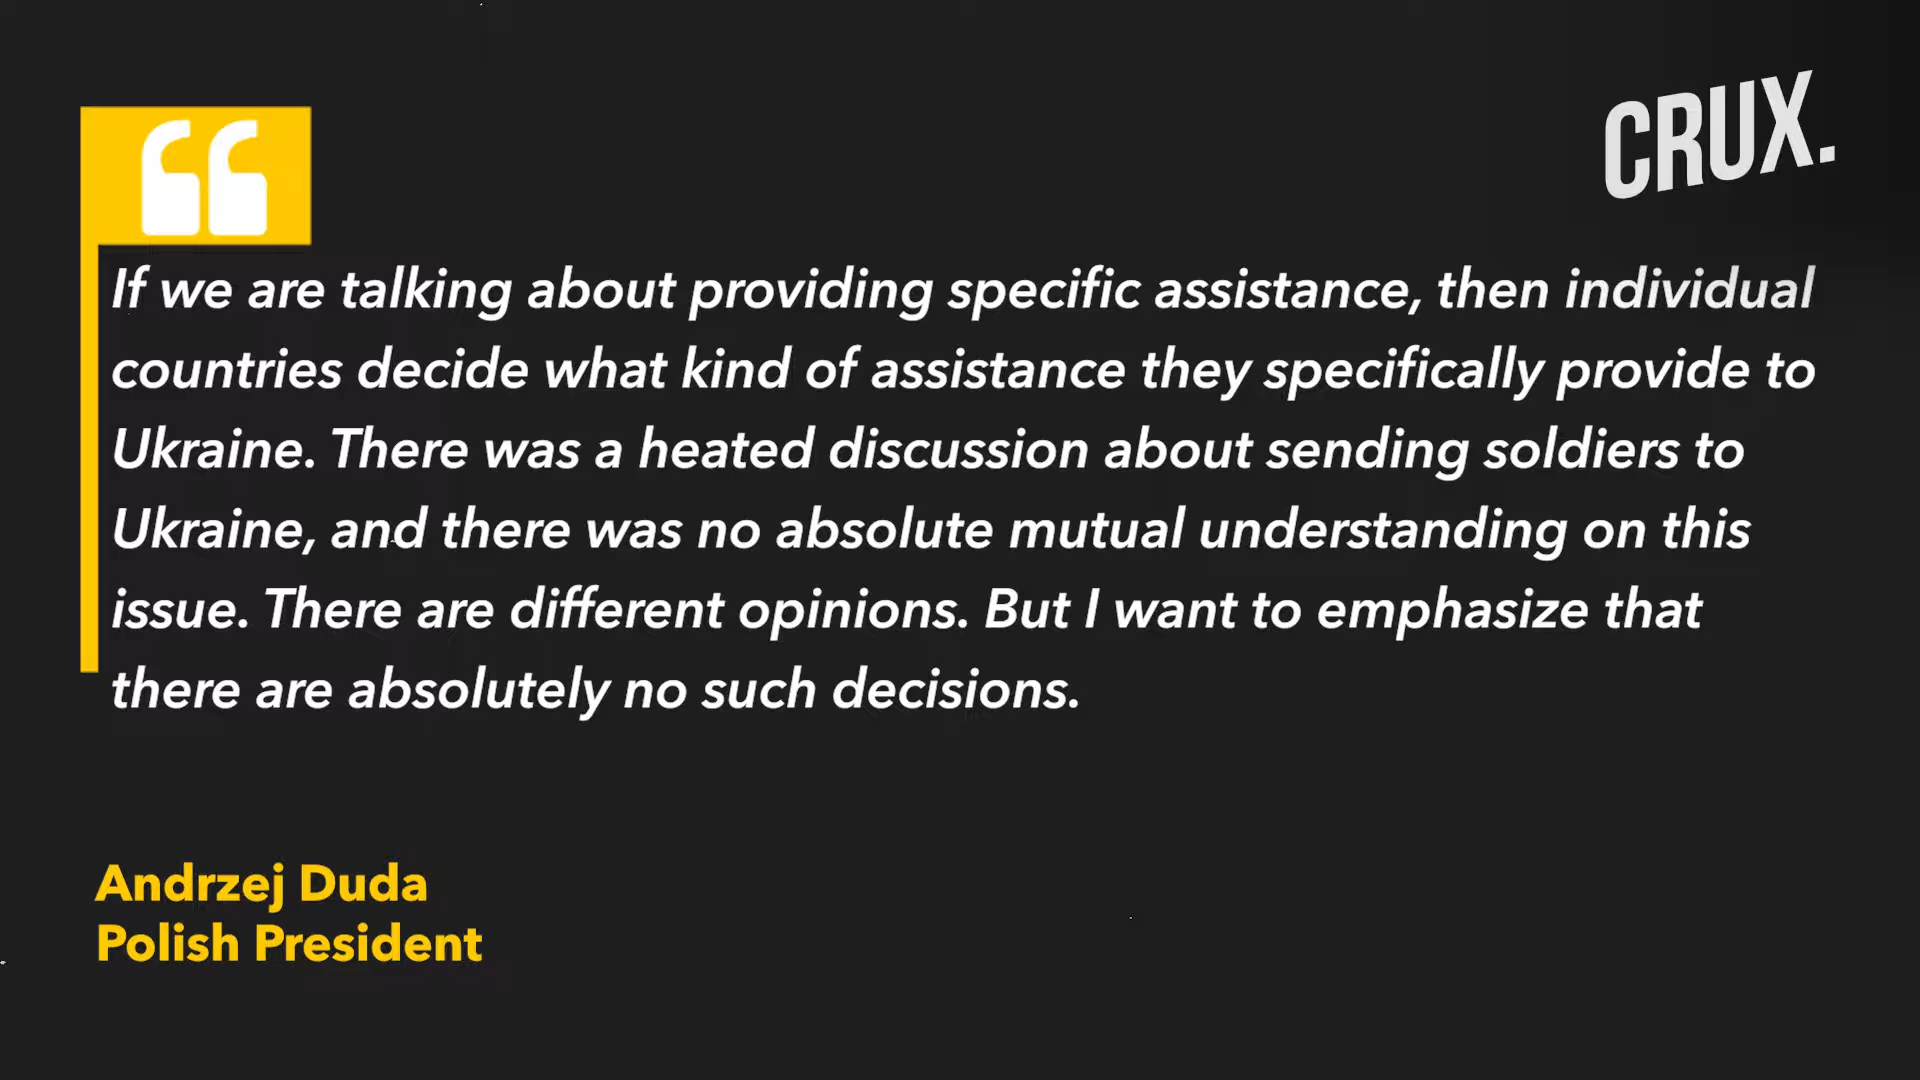 CRUX.
If we are talking about providing specific assistance, then individual
countries decide what kind of assistance they specifically provide to
Ukraine. There was a heated discussion about sending soldiers to
Ukraine, and there was no absolute mutual understanding on this
issue. There are different opinions. But I want to emphasize that
there are absolutely no such decisions.
Andrzej Duda
Polish President